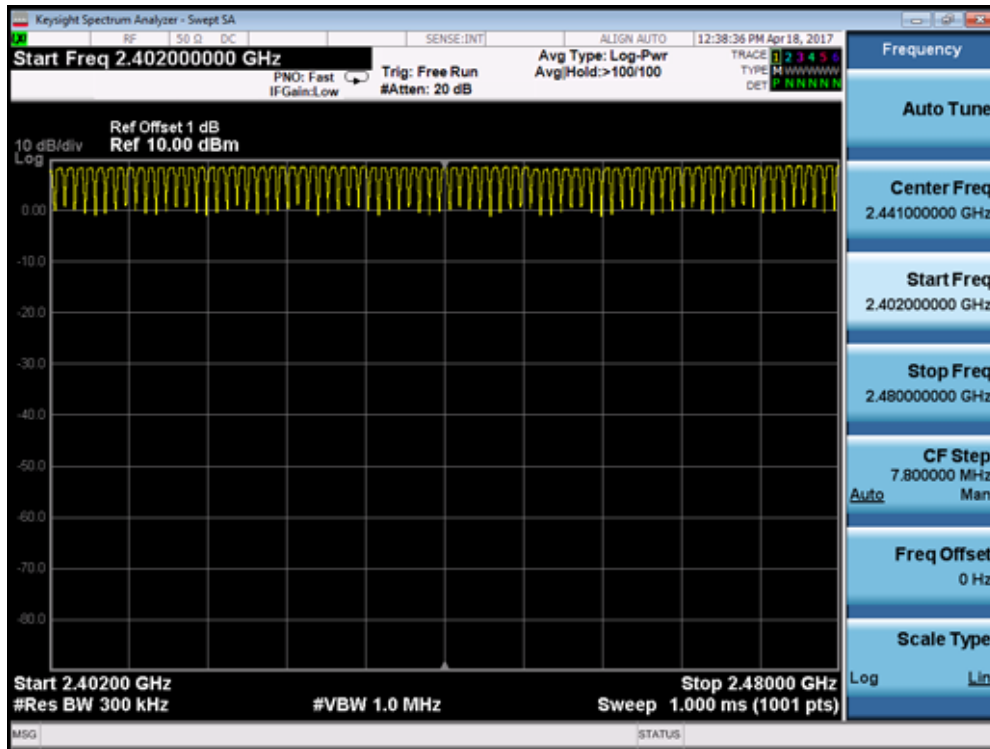 Keysight Spectrum Analyzer - Swept SA
LXI RF 50 Ω DC SENSE:INT ALIGN AUTO 12:38:36 PM Apr 18, 2017
Start Freq 2.402000000 GHz
PNO: Fast
IFGain:Low
Trig: Free Run
#Atten: 20 dB
Avg Type: Log-Pwr
Avg|Hold:>100/100
TRACE 1 2 3 4 5 6
TYPE M WWWWW
DET P N N N N N
Ref Offset 1 dB
10 dB/div Ref 10.00 dBm
Log
0.00
-10.0
-20.0
-30.0
-40.0
-50.0
-60.0
-70.0
-80.0
Start 2.40200 GHz Stop 2.48000 GHz
#Res BW 300 kHz #VBW 1.0 MHz Sweep 1.000 ms (1001 pts)
MSG STATUS
Frequency
Auto Tune
Center Freq
2.441000000 GHz
Start Freq
2.402000000 GHz
Stop Freq
2.480000000 GHz
CF Step
7.800000 MHz
Auto Man
Freq Offset
0 Hz
Scale Type
Log Lin